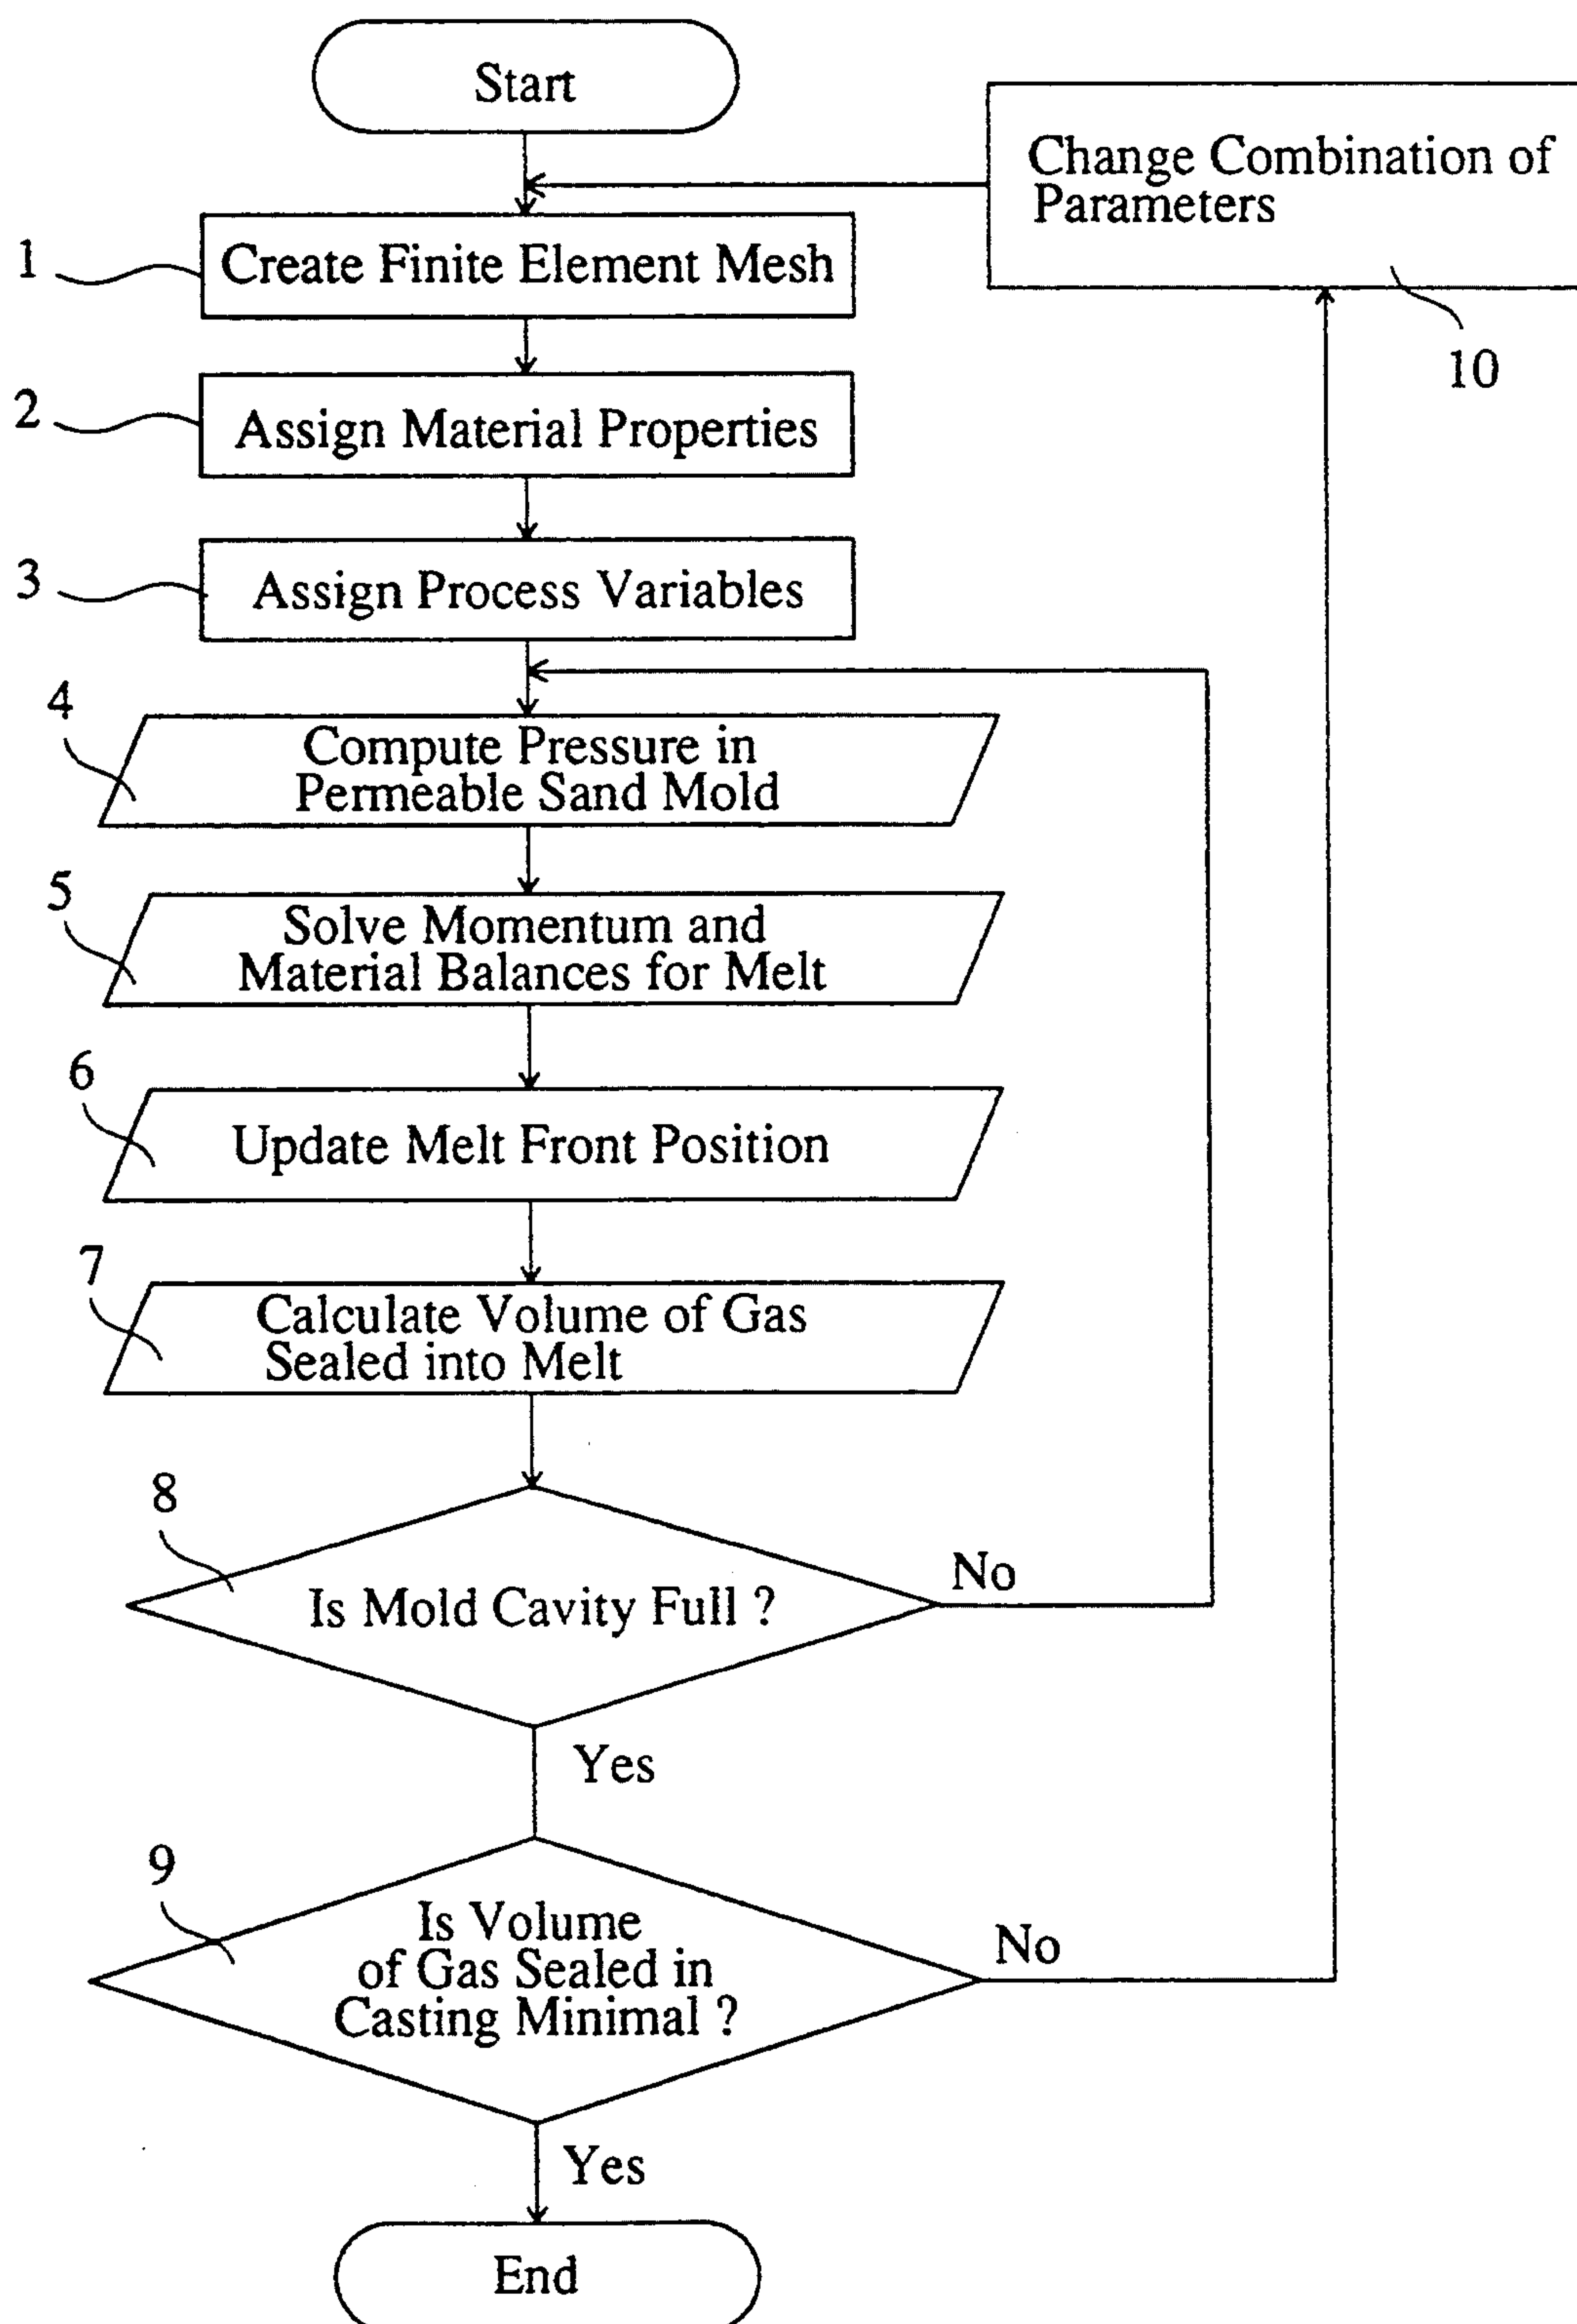 Start
Change Combination of
Parameters
10
1
Create Finite Element Mesh
2
Assign Material Properties
3
Assign Process Variables
4
Compute Pressure in
Permeable Sand Mold
5
Solve Momentum and
Material Balances for Melt
6
Update Melt Front Position
7
Calculate Volume of Gas
Sealed into Melt
8
Is Mold Cavity Full ?
No
Yes
9
Is Volume
of Gas Sealed in
Casting Minimal ?
No
Yes
End